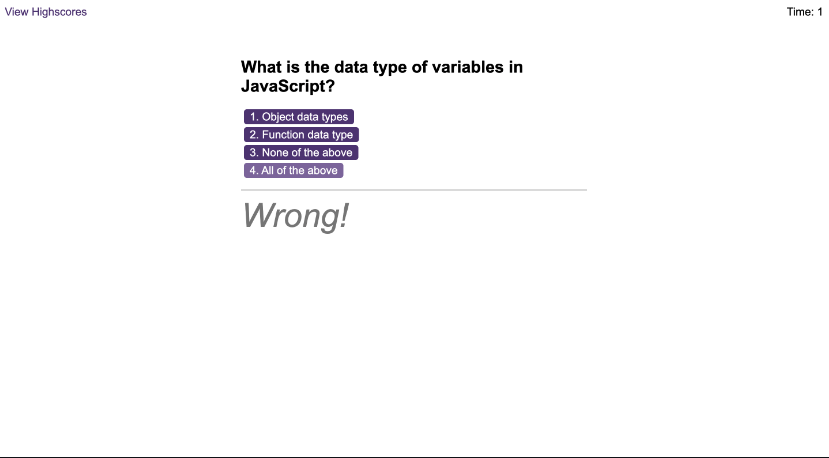 View Highscores
Time: 1
What is the data type of variables in
JavaScript?
1. Object data types
2. Function data type
3. None of the above
4. All of the above
Wrong!